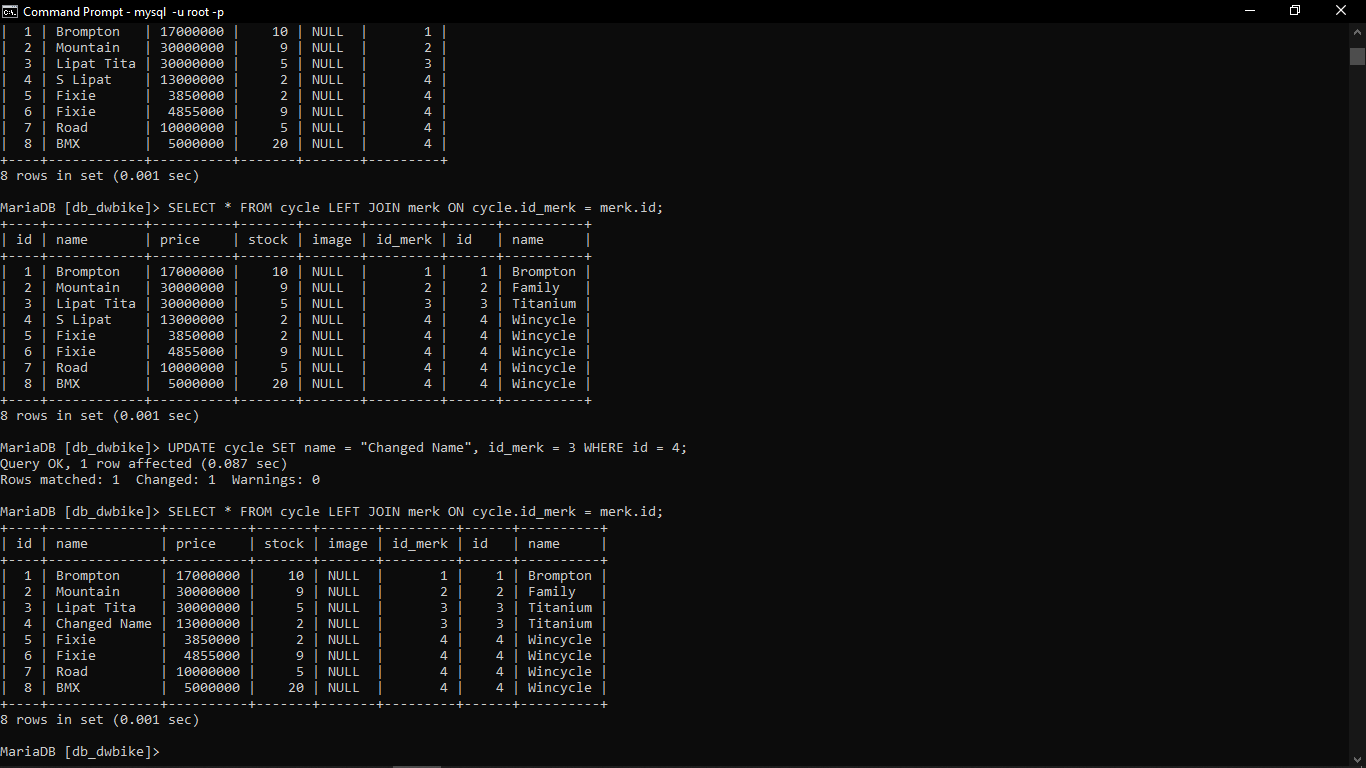 Command Prompt - mysql -u root -p
|  1 | Brompton   | 17000000 |    10 | NULL  |       1 |
|  2 | Mountain   | 30000000 |     9 | NULL  |       2 |
|  3 | Lipat Tita | 30000000 |     5 | NULL  |       3 |
|  4 | S Lipat    | 13000000 |     2 | NULL  |       4 |
|  5 | Fixie      |  3850000 |     2 | NULL  |       4 |
|  6 | Fixie      |  4855000 |     9 | NULL  |       4 |
|  7 | Road       | 10000000 |     5 | NULL  |       4 |
|  8 | BMX        |  5000000 |    20 | NULL  |       4 |
+----+------------+----------+-------+-------+---------+
8 rows in set (0.001 sec)
MariaDB [db_dwbike]> SELECT * FROM cycle LEFT JOIN merk ON cycle.id_merk = merk.id;
+----+------------+----------+-------+-------+---------+------+----------+
| id | name       | price    | stock | image | id_merk | id   | name     |
+----+------------+----------+-------+-------+---------+------+----------+
|  1 | Brompton   | 17000000 |    10 | NULL  |       1 |    1 | Brompton |
|  2 | Mountain   | 30000000 |     9 | NULL  |       2 |    2 | Family   |
|  3 | Lipat Tita | 30000000 |     5 | NULL  |       3 |    3 | Titanium |
|  4 | S Lipat    | 13000000 |     2 | NULL  |       4 |    4 | Wincycle |
|  5 | Fixie      |  3850000 |     2 | NULL  |       4 |    4 | Wincycle |
|  6 | Fixie      |  4855000 |     9 | NULL  |       4 |    4 | Wincycle |
|  7 | Road       | 10000000 |     5 | NULL  |       4 |    4 | Wincycle |
|  8 | BMX        |  5000000 |    20 | NULL  |       4 |    4 | Wincycle |
+----+------------+----------+-------+-------+---------+------+----------+
8 rows in set (0.001 sec)
MariaDB [db_dwbike]> UPDATE cycle SET name = "Changed Name", id_merk = 3 WHERE id = 4;
Query OK, 1 row affected (0.087 sec)
Rows matched: 1  Changed: 1  Warnings: 0
MariaDB [db_dwbike]> SELECT * FROM cycle LEFT JOIN merk ON cycle.id_merk = merk.id;
+----+--------------+----------+-------+-------+---------+------+----------+
| id | name         | price    | stock | image | id_merk | id   | name     |
+----+--------------+----------+-------+-------+---------+------+----------+
|  1 | Brompton     | 17000000 |    10 | NULL  |       1 |    1 | Brompton |
|  2 | Mountain     | 30000000 |     9 | NULL  |       2 |    2 | Family   |
|  3 | Lipat Tita   | 30000000 |     5 | NULL  |       3 |    3 | Titanium |
|  4 | Changed Name | 13000000 |     2 | NULL  |       3 |    3 | Titanium |
|  5 | Fixie        |  3850000 |     2 | NULL  |       4 |    4 | Wincycle |
|  6 | Fixie        |  4855000 |     9 | NULL  |       4 |    4 | Wincycle |
|  7 | Road         | 10000000 |     5 | NULL  |       4 |    4 | Wincycle |
|  8 | BMX          |  5000000 |    20 | NULL  |       4 |    4 | Wincycle |
+----+--------------+----------+-------+-------+---------+------+----------+
8 rows in set (0.001 sec)
MariaDB [db_dwbike]>